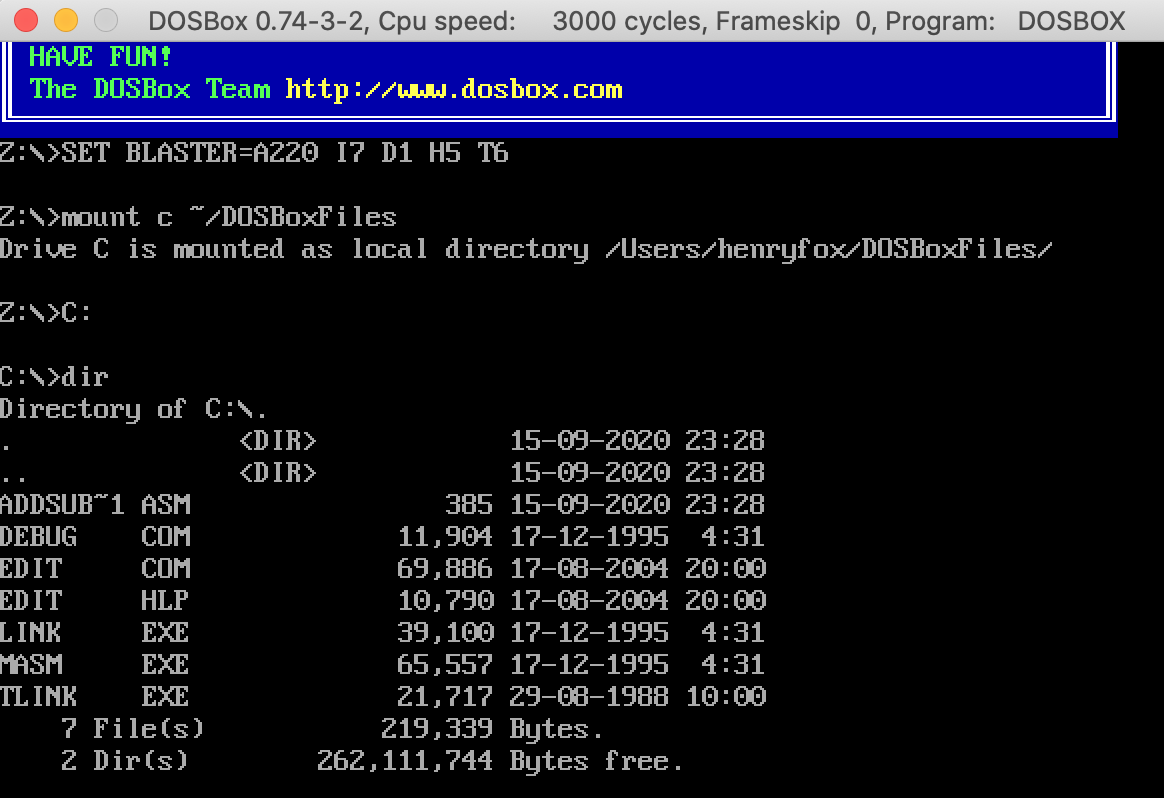 DOSBox 0.74-3-2, Cpu speed: 3000 cycles, Frameskip 0, Program: DOSBOX
HAVE FUN!
The DOSBox Team http://www.dosbox.com
Z:\>SET BLASTER=A220 I7 D1 H5 T6
Z:\>mount c ~/DOSBoxFiles
Drive C is mounted as local directory /Users/henryfox/DOSBoxFiles/
Z:\>C:
C:\>dir
Directory of C:\.
. <DIR> 15-09-2020 23:28
.. <DIR> 15-09-2020 23:28
ADDSUB~1 ASM 385 15-09-2020 23:28
DEBUG COM 11,904 17-12-1995 4:31
EDIT COM 69,886 17-08-2004 20:00
EDIT HLP 10,790 17-08-2004 20:00
LINK EXE 39,100 17-12-1995 4:31
MASM EXE 65,557 17-12-1995 4:31
TLINK EXE 21,717 29-08-1988 10:00
7 File(s) 219,339 Bytes.
2 Dir(s) 262,111,744 Bytes free.